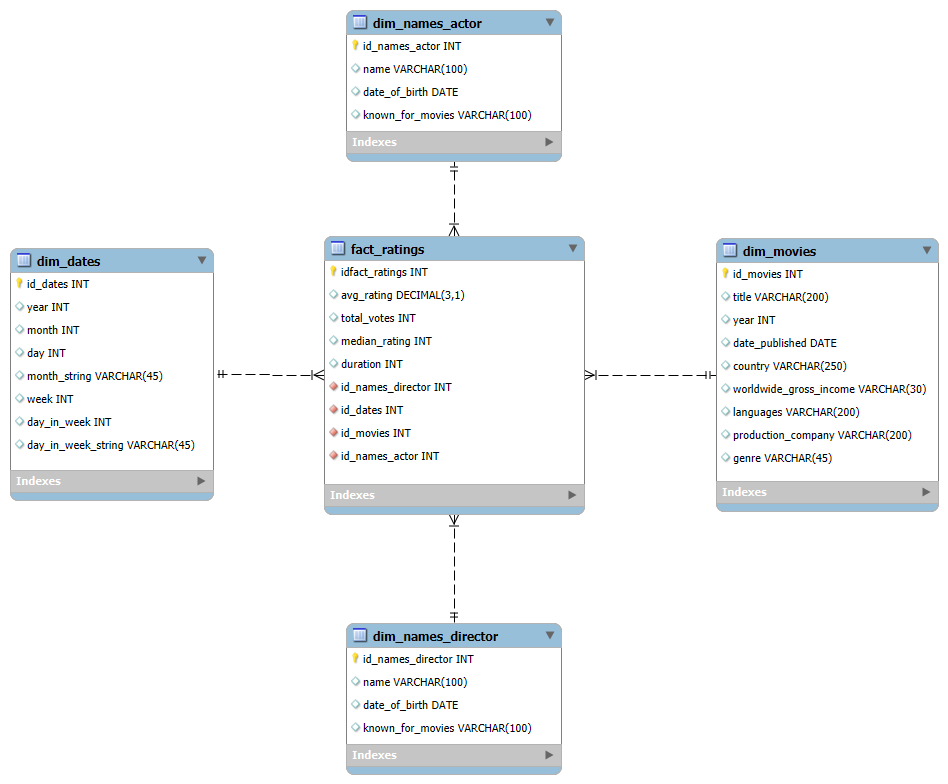 dim_names_actor
id_names_actor INT
name VARCHAR(100)
date_of_birth DATE
known_for_movies VARCHAR(100)
Indexes
dim_dates
id_dates INT
year INT
month INT
day INT
month_string VARCHAR(45)
week INT
day_in_week INT
day_in_week_string VARCHAR(45)
Indexes
fact_ratings
idfact_ratings INT
avg_rating DECIMAL(3,1)
total_votes INT
median_rating INT
duration INT
id_names_director INT
id_dates INT
id_movies INT
id_names_actor INT
Indexes
dim_movies
id_movies INT
title VARCHAR(200)
year INT
date_published DATE
country VARCHAR(250)
worldwide_gross_income VARCHAR(30)
languages VARCHAR(200)
production_company VARCHAR(200)
genre VARCHAR(45)
Indexes
dim_names_director
id_names_director INT
name VARCHAR(100)
date_of_birth DATE
known_for_movies VARCHAR(100)
Indexes